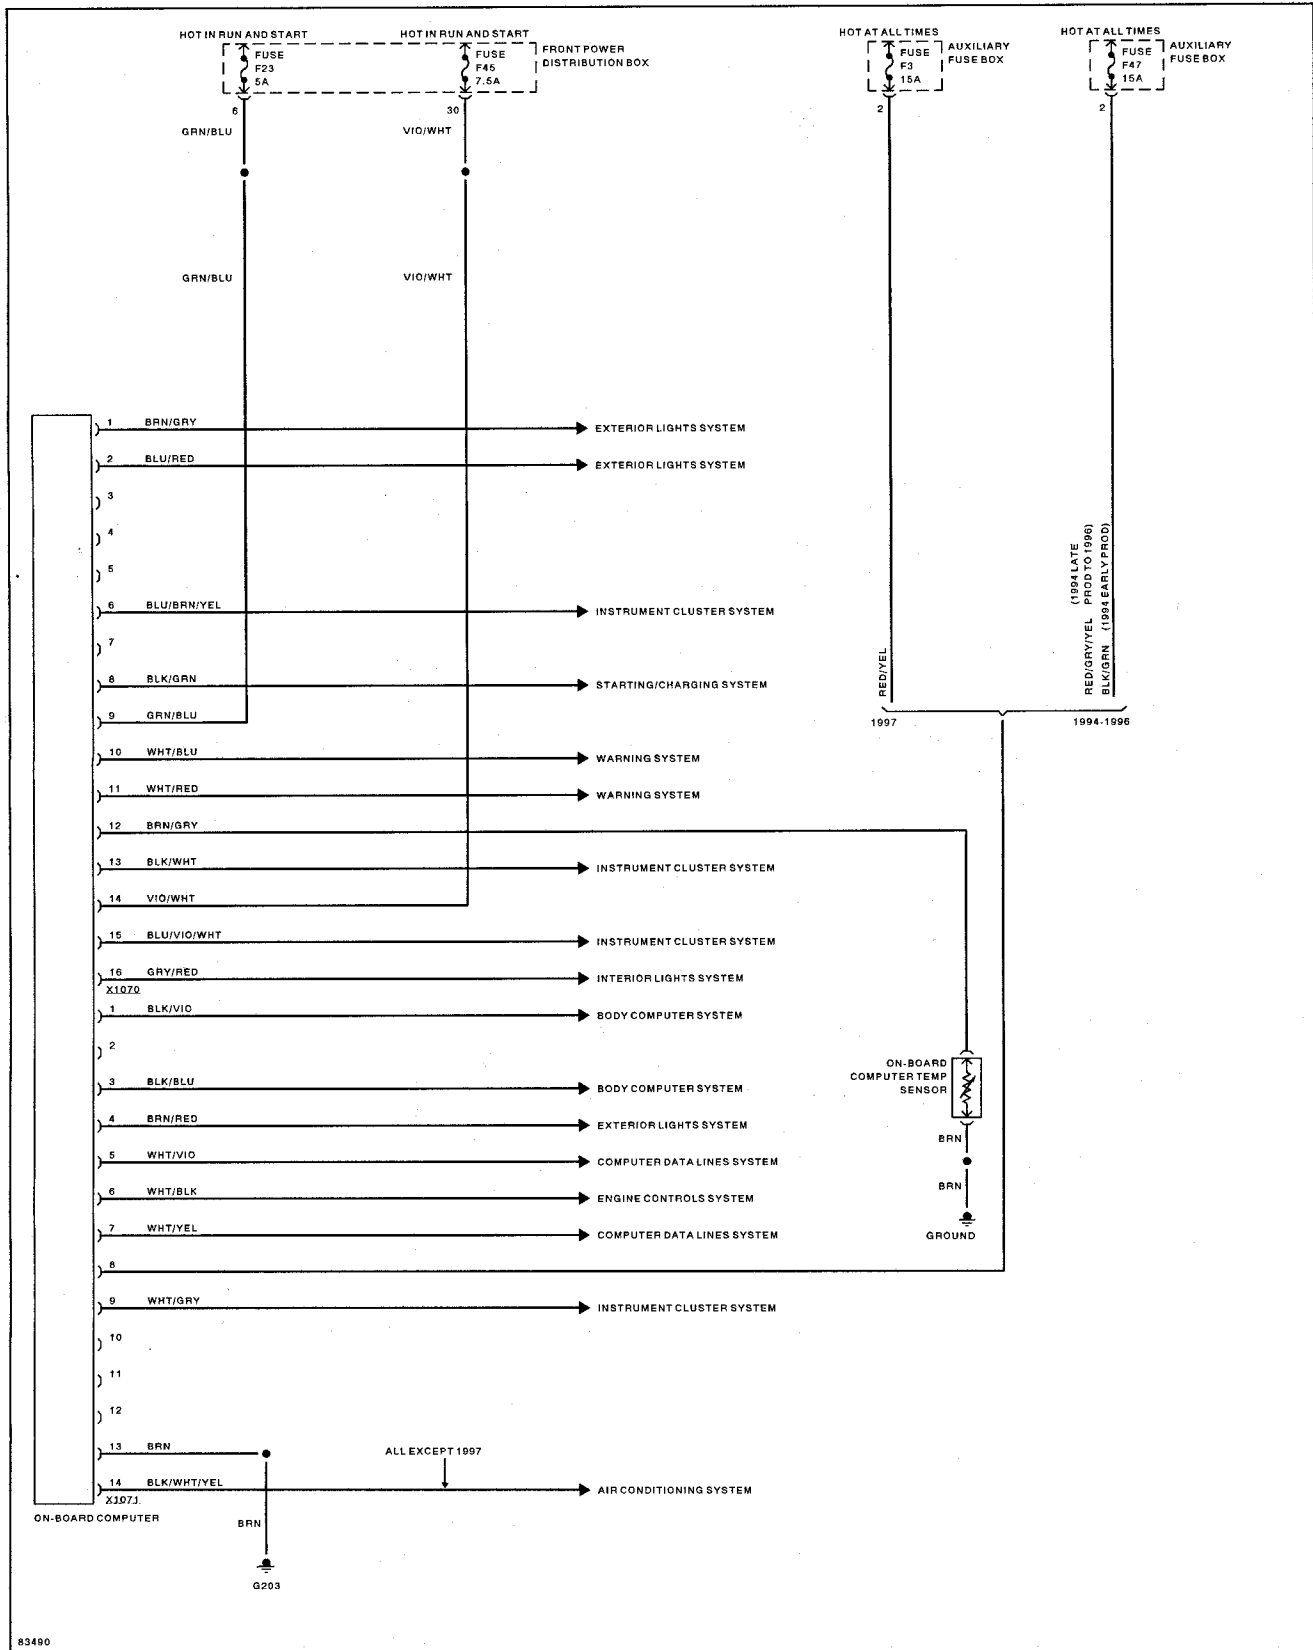 HOT IN RUN AND START
HOT IN RUN AND START
HOT AT ALL TIMES
HOT AT ALL TIMES
FUSE
F23
5A
FUSE
F45
7.5A
FRONT POWER
DISTRIBUTION BOX
FUSE
F3
15A
AUXILIARY
FUSE BOX
FUSE
F47
15A
AUXILIARY
FUSE BOX
6
30
2
2
GRN/BLU
VIO/WHT
GRN/BLU
VIO/WHT
1 BRN/GRY EXTERIOR LIGHTS SYSTEM
2 BLU/RED EXTERIOR LIGHTS SYSTEM
3
4
5
6 BLU/BRN/YEL INSTRUMENT CLUSTER SYSTEM
7
8 BLK/GRN STARTING/CHARGING SYSTEM
9 GRN/BLU
RED/YEL
RED/GRY/YEL (1994 LATE
PROD TO 1996)
BLK/GRN (1994 EARLY PROD)
1997
1994-1996
10 WHT/BLU WARNING SYSTEM
11 WHT/RED WARNING SYSTEM
12 BRN/GRY
13 BLK/WHT INSTRUMENT CLUSTER SYSTEM
14 VIO/WHT
15 BLU/VIO/WHT INSTRUMENT CLUSTER SYSTEM
16 GRY/RED INTERIOR LIGHTS SYSTEM
X1070
1 BLK/VIO BODY COMPUTER SYSTEM
2
3 BLK/BLU BODY COMPUTER SYSTEM
4 BRN/RED EXTERIOR LIGHTS SYSTEM
5 WHT/VIO COMPUTER DATA LINES SYSTEM
6 WHT/BLK ENGINE CONTROLS SYSTEM
7 WHT/YEL COMPUTER DATA LINES SYSTEM
8
9 WHT/GRY INSTRUMENT CLUSTER SYSTEM
10
11
12
13 BRN
14 BLK/WHT/YEL AIR CONDITIONING SYSTEM
X1071
ALL EXCEPT 1997
ON-BOARD COMPUTER
BRN
G203
ON-BOARD
COMPUTER TEMP
SENSOR
BRN
BRN
GROUND
83490